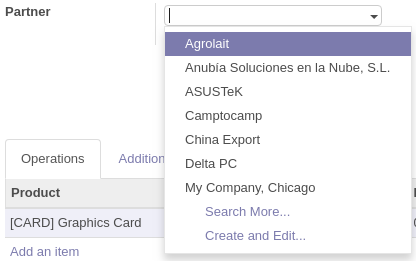 Partner
Agrolait
Anubía Soluciones en la Nube, S.L.
ASUSTeK
Camptocamp
China Export
Delta PC
My Company, Chicago
Search More...
Create and Edit...
Operations
Addition
Product
[CARD] Graphics Card
Add an item